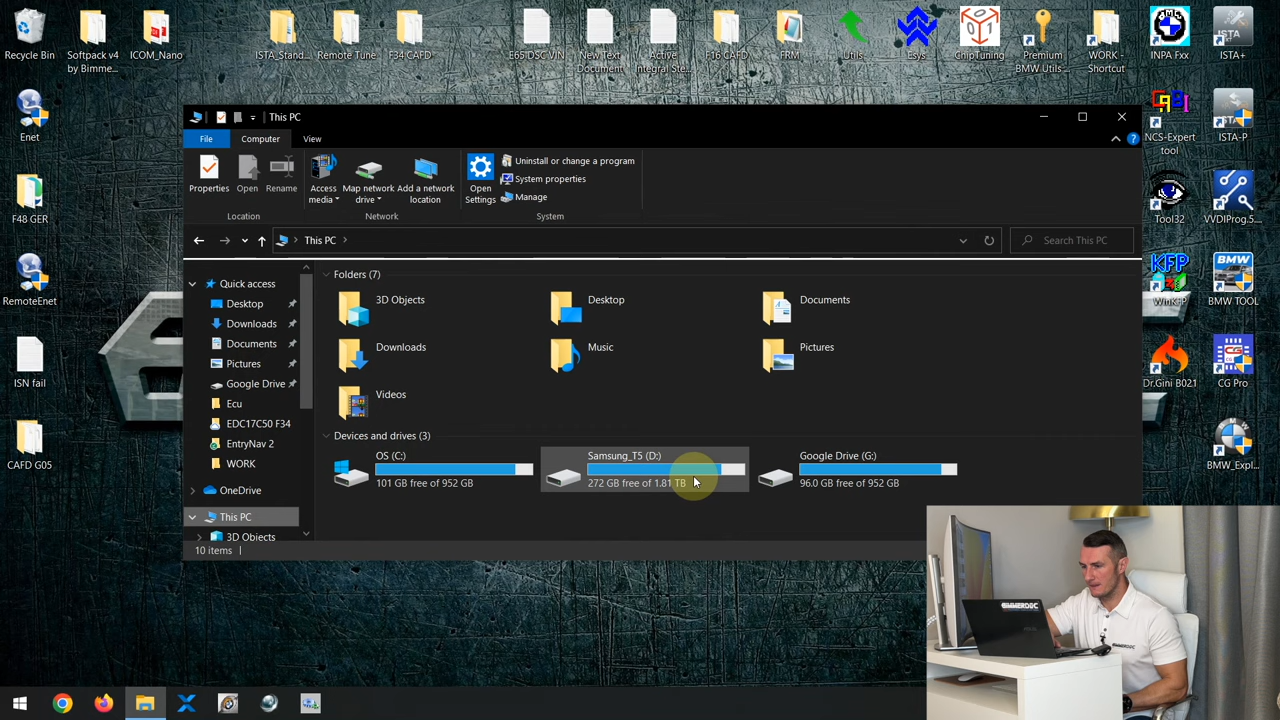 Recycle Bin
Softpack v4
by Bimme...
ICOM_Nano
ISTA_Stand...
Remote Tune
F34 CAFD
E65 DSC VIN
New Text
Document
Active
Integral Ste...
F16 CAFD
FRM
Utils
Esys
ChipTuning
Premium
BMW Utils ...
WORK -
Shortcut
INPA Fxx
ISTA+
Enet
F48 GER
RemoteEnet
ISN fail
CAFD G05
NCS-Expert
tool
ISTA-P
Tool32
VVDIProg.5....
WinKFP
BMW TOOL
Dr.Gini B021
CG Pro
BMW_Expl...
This PC
File
Computer
View
Properties
Open
Rename
Access
media
Map network
drive
Add a network
location
Open
Settings
Uninstall or change a program
System properties
Manage
Location
Network
System
This PC
Search This PC
Quick access
Desktop
Downloads
Documents
Pictures
Google Drive
Ecu
EDC17C50 F34
EntryNav 2
WORK
OneDrive
This PC
3D Objects
Folders (7)
3D Objects
Desktop
Documents
Downloads
Music
Pictures
Videos
Devices and drives (3)
OS (C:)
101 GB free of 952 GB
Samsung_T5 (D:)
272 GB free of 1.81 TB
Google Drive (G:)
96.0 GB free of 952 GB
10 items
BIMMERDOC